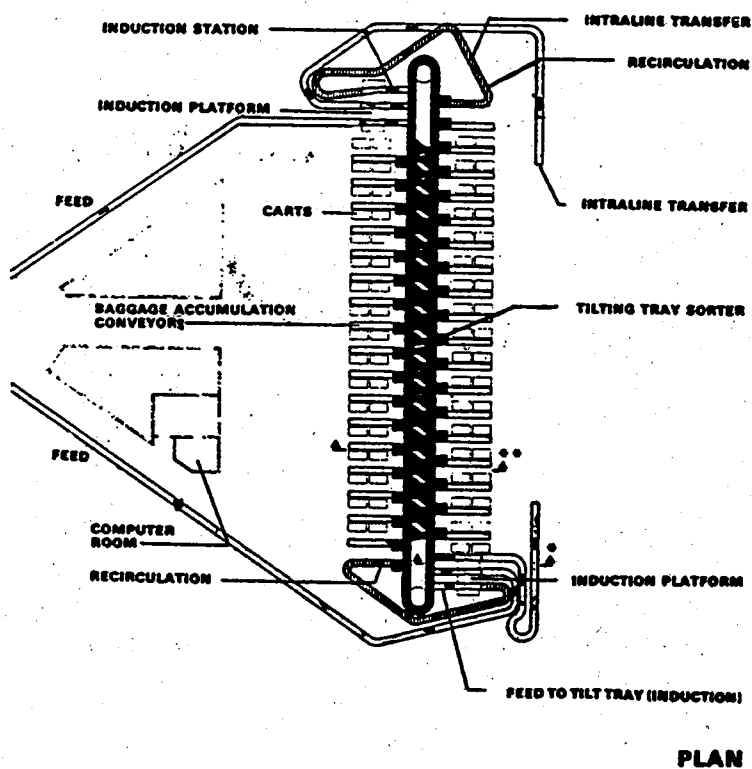 INDUCTION STATION
INTRALINE TRANSFER
RECIRCULATION
INDUCTION PLATFORM
FEED
CARTS
INTRALINE TRANSFER
BAGGAGE ACCUMULATION
CONVEYORS
TILTING TRAY SORTER
FEED
COMPUTER
ROOM
RECIRCULATION
INDUCTION PLATFORM
FEED TO TILT TRAY (INDUCTION)
PLAN